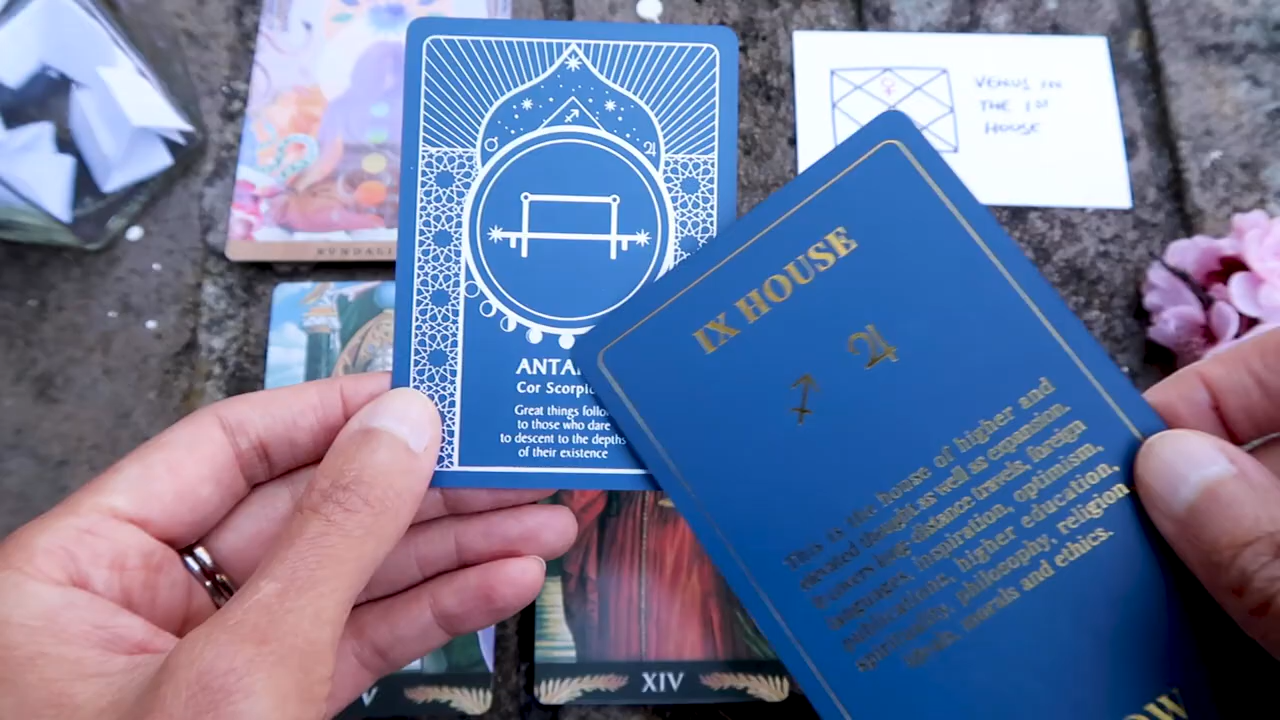 KUNDALI
VENUS IN
THE 1st
HOUSE
ANTA
Cor Scorpi
Great things follo
to those who dare
to descent to the depths
of their existence
IX HOUSE
This is the house of higher and
elevated thought as well as expansion.
It covers long distance travels, foreign
languages, inspiration, optimism,
publications, higher education,
spirituality, philosophy, religion
ideals, morals and ethics.
OW
V
XIV